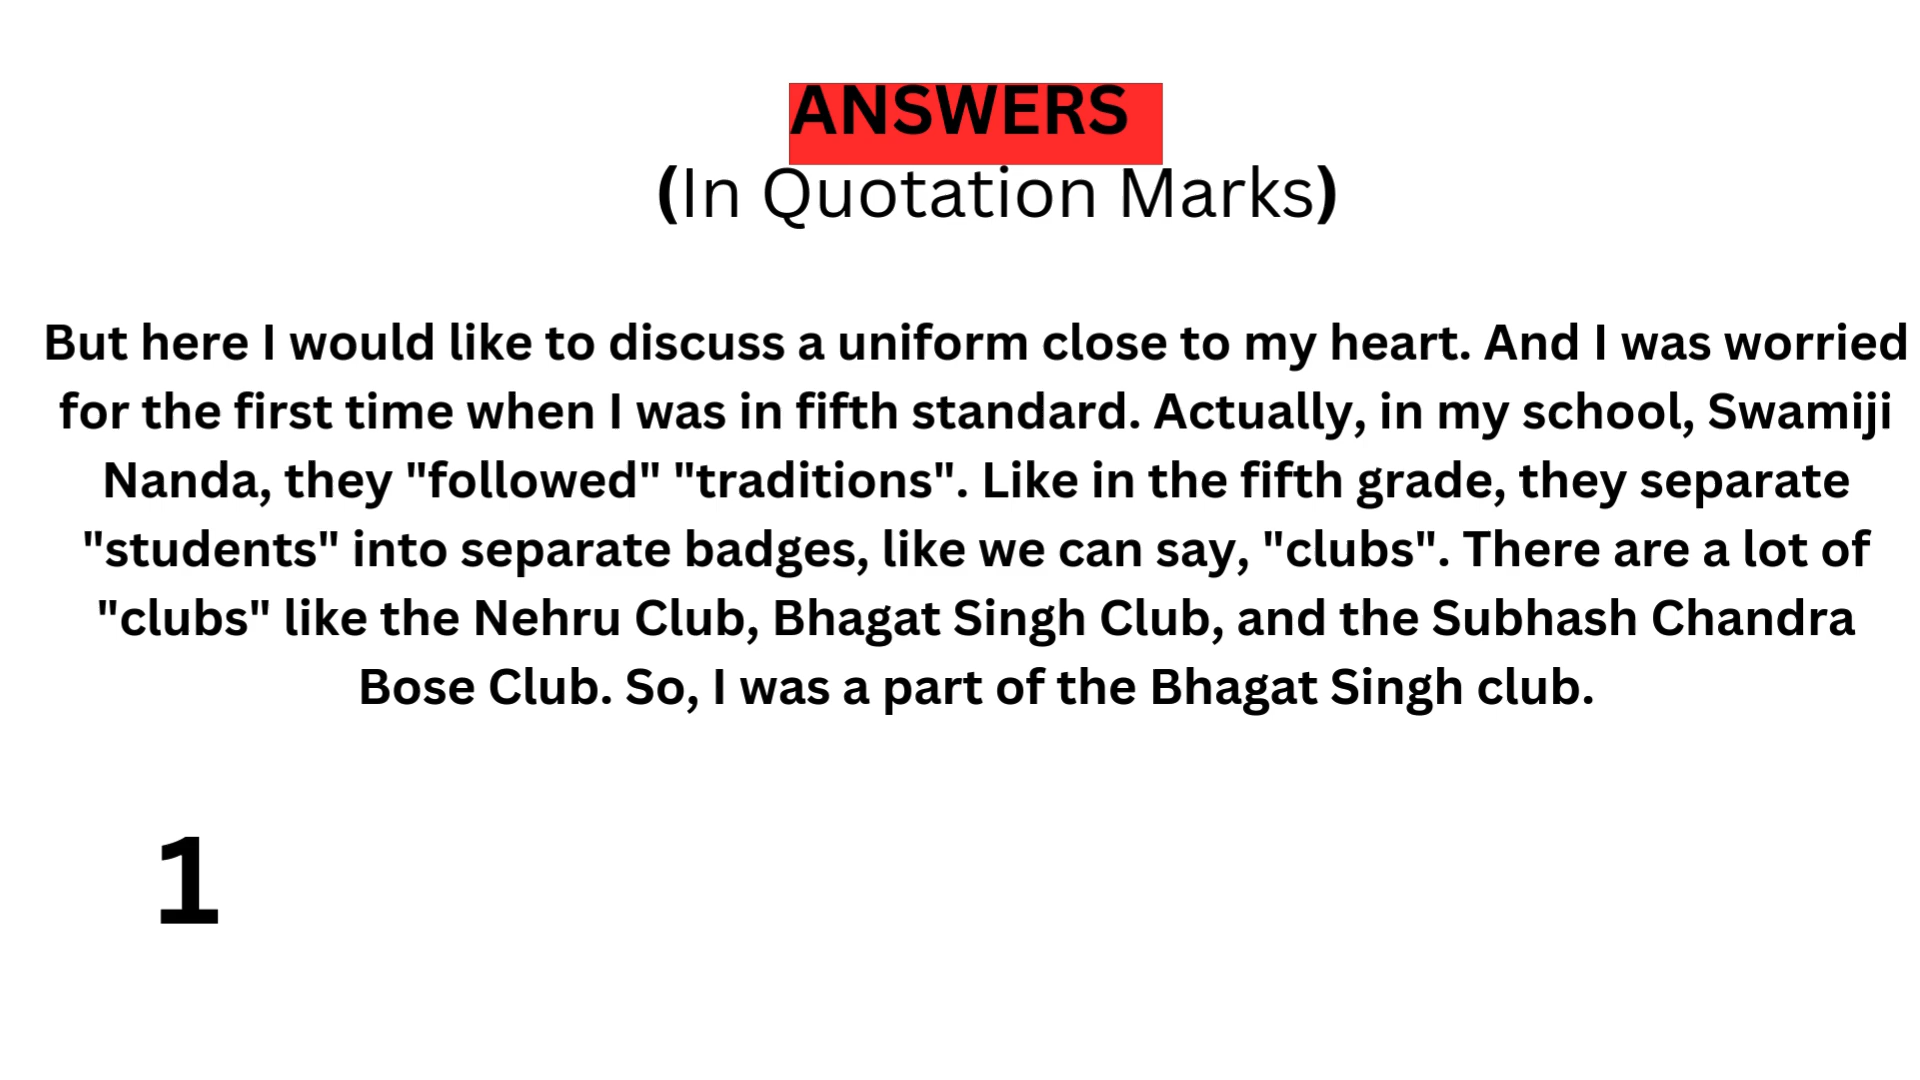 ANSWERS
(In Quotation Marks)
But here I would like to discuss a uniform close to my heart. And I was worried
for the first time when I was in fifth standard. Actually, in my school, Swamiji
Nanda, they "followed" "traditions". Like in the fifth grade, they separate
"students" into separate badges, like we can say, "clubs". There are a lot of
"clubs" like the Nehru Club, Bhagat Singh Club, and the Subhash Chandra
Bose Club. So, I was a part of the Bhagat Singh club.
1